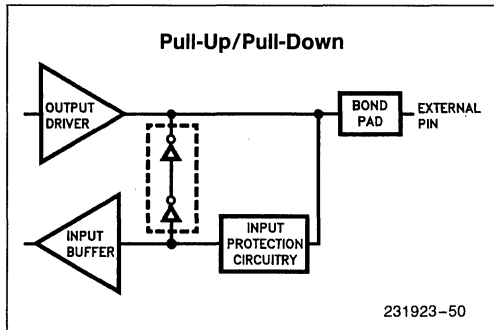 Pull-Up/Pull-Down
OUTPUT
DRIVER
BOND
PAD
EXTERNAL
PIN
INPUT
BUFFER
INPUT
PROTECTION
CIRCUITRY
231923-50